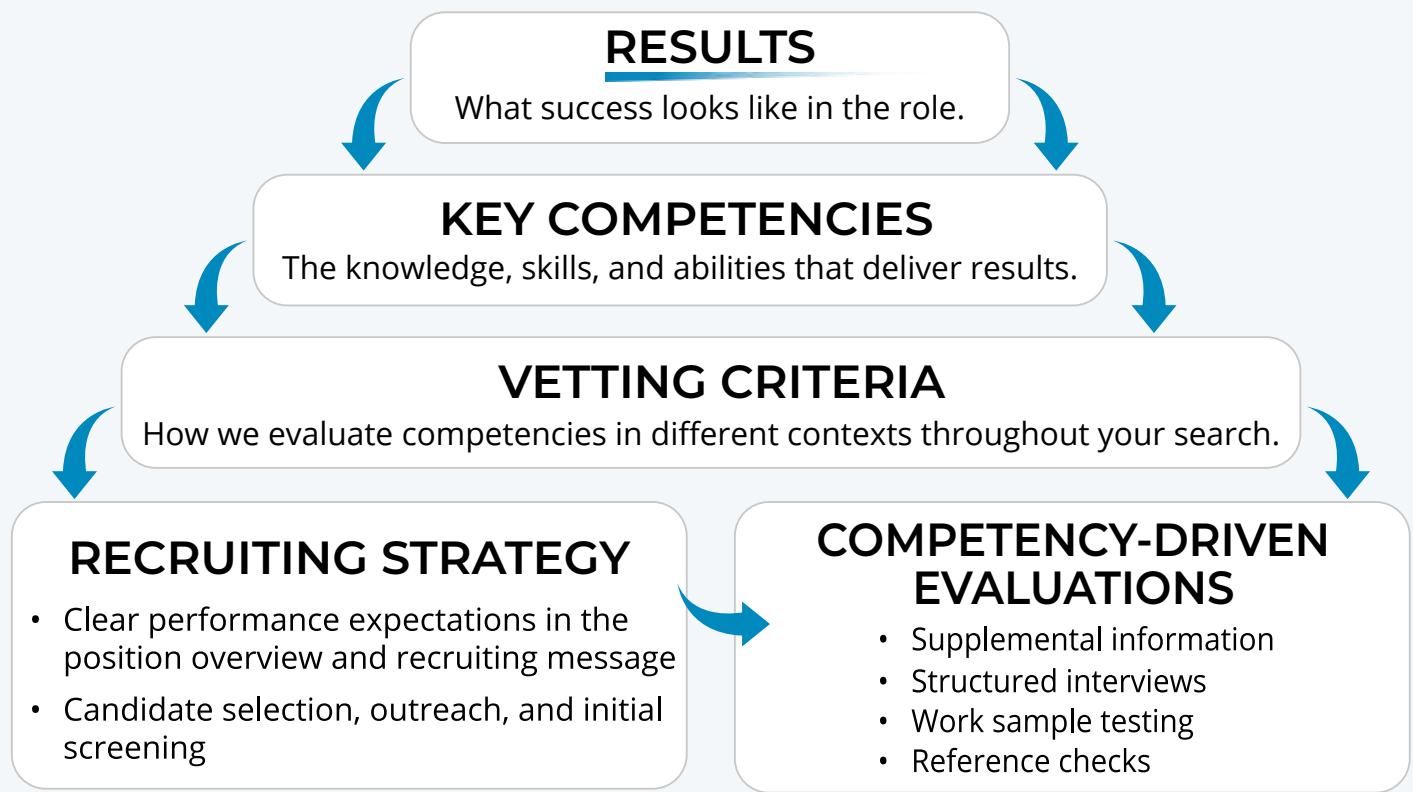 RESULTS
What success looks like in the role.
KEY COMPETENCIES
The knowledge, skills, and abilities that deliver results.
VETTING CRITERIA
How we evaluate competencies in different contexts throughout your search.
RECRUITING STRATEGY
• Clear performance expectations in the
position overview and recruiting message
• Candidate selection, outreach, and initial
screening
COMPETENCY-DRIVEN
EVALUATIONS
• Supplemental information
• Structured interviews
• Work sample testing
• Reference checks